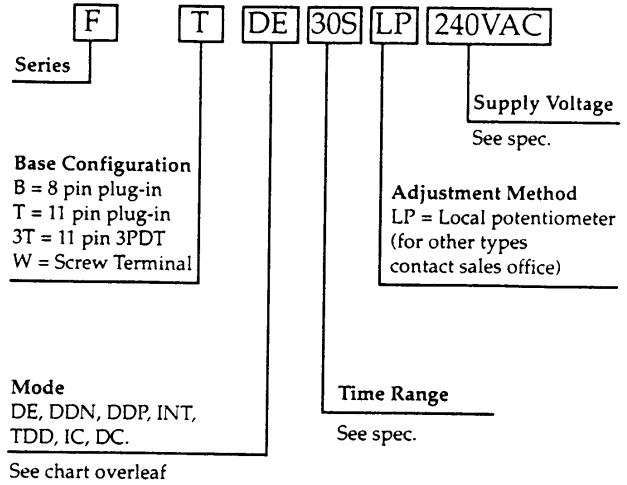 F T DE 30S LP 240VAC
Series
Supply Voltage
See spec.
Base Configuration
B = 8 pin plug-in
T = 11 pin plug-in
3T = 11 pin 3PDT
W = Screw Terminal
Adjustment Method
LP = Local potentiometer
(for other types
contact sales office)
Mode
DE, DDN, DDP, INT,
TDD, IC, DC.
See chart overleaf
Time Range
See spec.